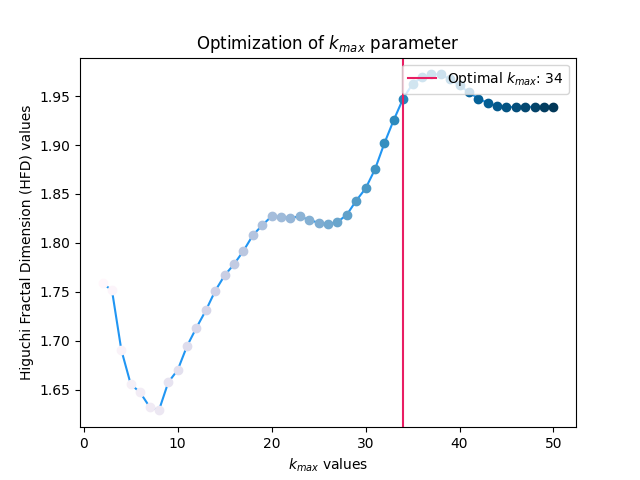 Optimization of k_max parameter
Optimal k_max: 34
Higuchi Fractal Dimension (HFD) values
1.95
1.90
1.85
1.80
1.75
1.70
1.65
0 10 20 30 40 50
k_max values